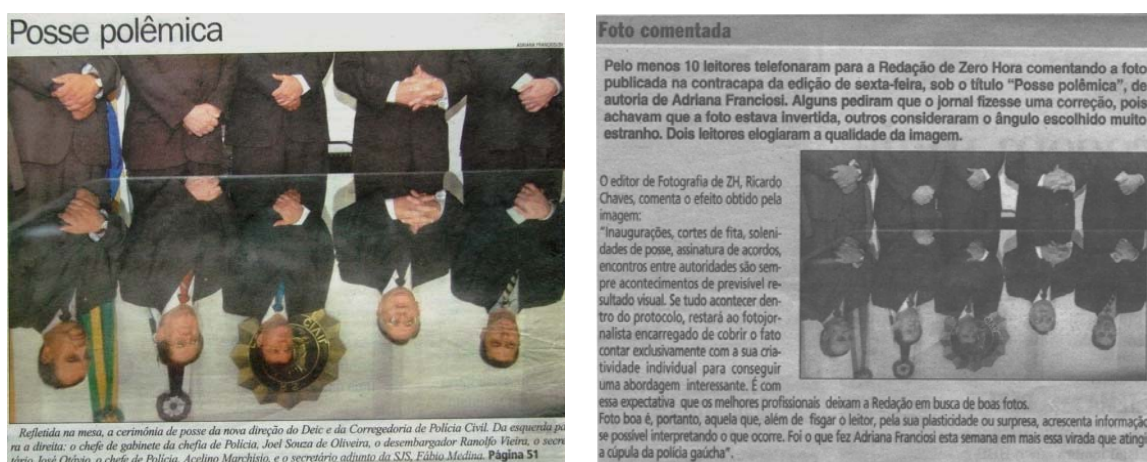 Posse polêmica
ADRIANA FRANCIOSI
Refletida na mesa, a cerimônia de posse da nova direção do Deic e da Corregedoria de Polícia Civil. Da esquerda
ra a direita: o chefe de gabinete da chefia de Polícia, Joel Souza de Oliveira, o desembargador Ranolfo Vieira, o
José Otávio, o chefe de Polícia, Acelino Marchisio, e o secretário adjunto da SJS, Fábio Medina. Página 51
Foto comentada
Pelo menos 10 leitores telefonaram para a Redação de Zero Hora comentando a foto
publicada na contracapa da edição de sexta-feira, sob o título "Posse polêmica", de
autoria de Adriana Franciosi. Alguns pediram que o jornal fizesse uma correção, pois
achavam que a foto estava invertida, outros consideraram o ângulo escolhido muito
estranho. Dois leitores elogiaram a qualidade da imagem.
O editor de Fotografia de ZH, Ricardo
Chaves, comenta o efeito obtido pela
imagem:
"Inaugurações, cortes de fita, soleni-
dades de posse, assinatura de acordos,
encontros entre autoridades são sem-
pre acontecimentos de previsível re-
sultado visual. Se tudo acontecer den-
tro do protocolo, restará ao fotojor-
nalista encarregado de cobrir o fato
contar exclusivamente com a sua cria-
tividade individual para conseguir
uma abordagem interessante. É com
essa expectativa que os melhores profissionais deixam a Redação em busca de boas fotos.
Foto boa é, portanto, aquela que, além de fisgar o leitor, pela sua plasticidade ou surpresa, acrescenta informação
se possível interpretando o que ocorre. Foi o que fez Adriana Franciosi esta semana em mais essa virada que ating
a cúpula da polícia gaúcha".